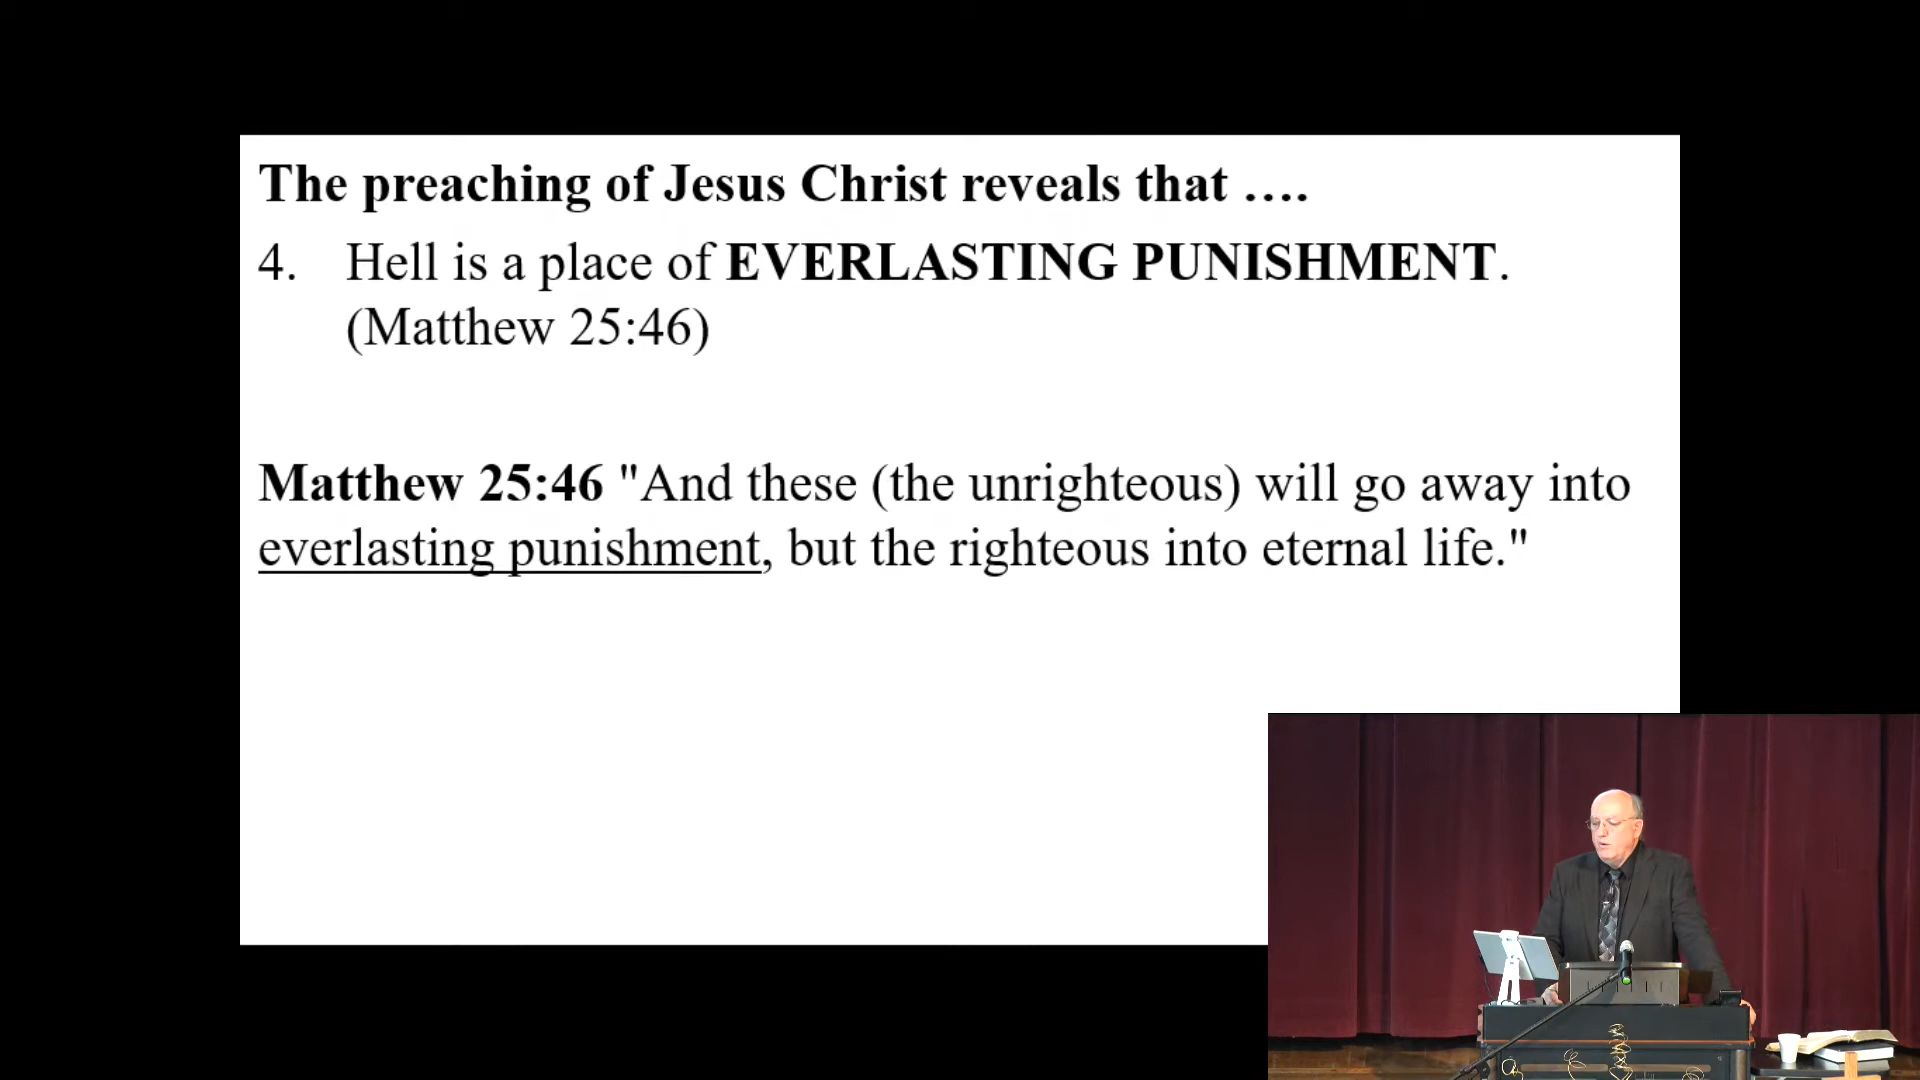 The preaching of Jesus Christ reveals that ….
4. Hell is a place of EVERLASTING PUNISHMENT.
(Matthew 25:46)
Matthew 25:46 "And these (the unrighteous) will go away into
everlasting punishment, but the righteous into eternal life."